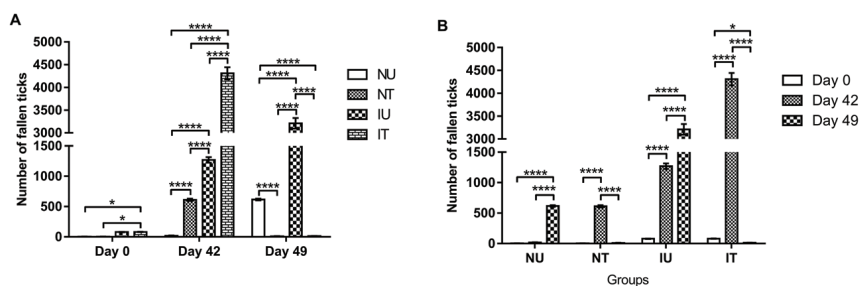 A
Number of fallen ticks
5000
4500
4000
3500
3000
1500
1000
500
0
****
****
****
****
****
****
****
****
****
****
****
*
*
Day 0
Day 42
Day 49
NU
NT
IU
IT
B
Number of fallen ticks
5000
4500
4000
3500
3000
1500
1000
500
0
*
****
****
****
****
****
****
****
****
****
NU
NT
IU
IT
Groups
Day 0
Day 42
Day 49